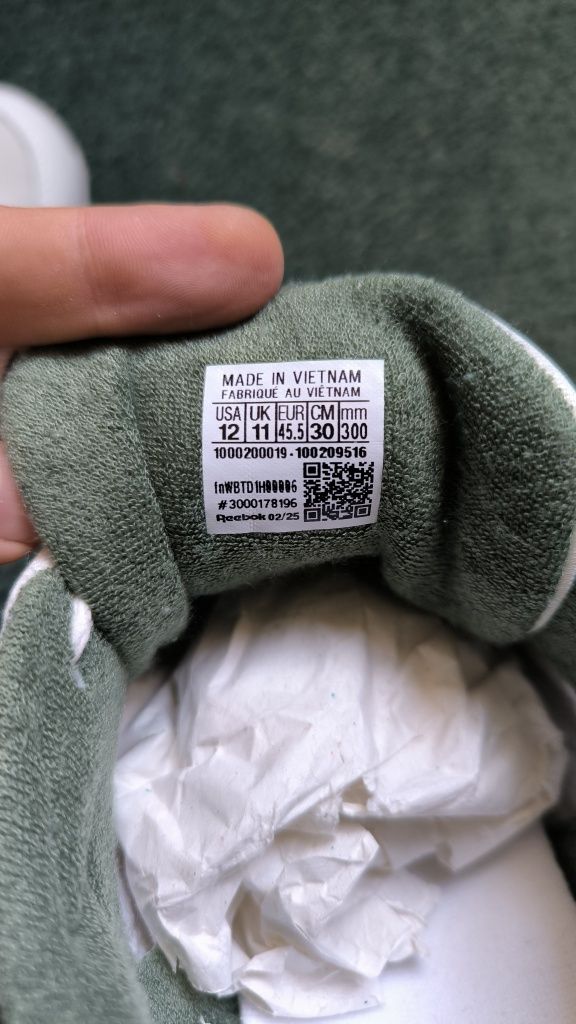 MADE IN VIETNAM
FABRIQUÉ AU VIÊTNAM
USA UK EUR CM mm
12 11 45.5 30 300
1000200019 - 100209516
#3000178196
Reebok 02/25